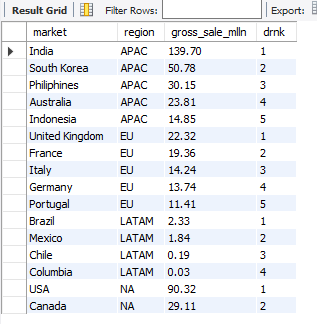 Result Grid Filter Rows: Export:
market region gross_sale_mlln drnk
India APAC 139.70 1
South Korea APAC 50.78 2
Philiphines APAC 30.15 3
Australia APAC 23.81 4
Indonesia APAC 14.85 5
United Kingdom EU 22.32 1
France EU 19.36 2
Italy EU 14.24 3
Germany EU 13.74 4
Portugal EU 11.41 5
Brazil LATAM 2.33 1
Mexico LATAM 1.84 2
Chile LATAM 0.19 3
Columbia LATAM 0.03 4
USA NA 90.32 1
Canada NA 29.11 2